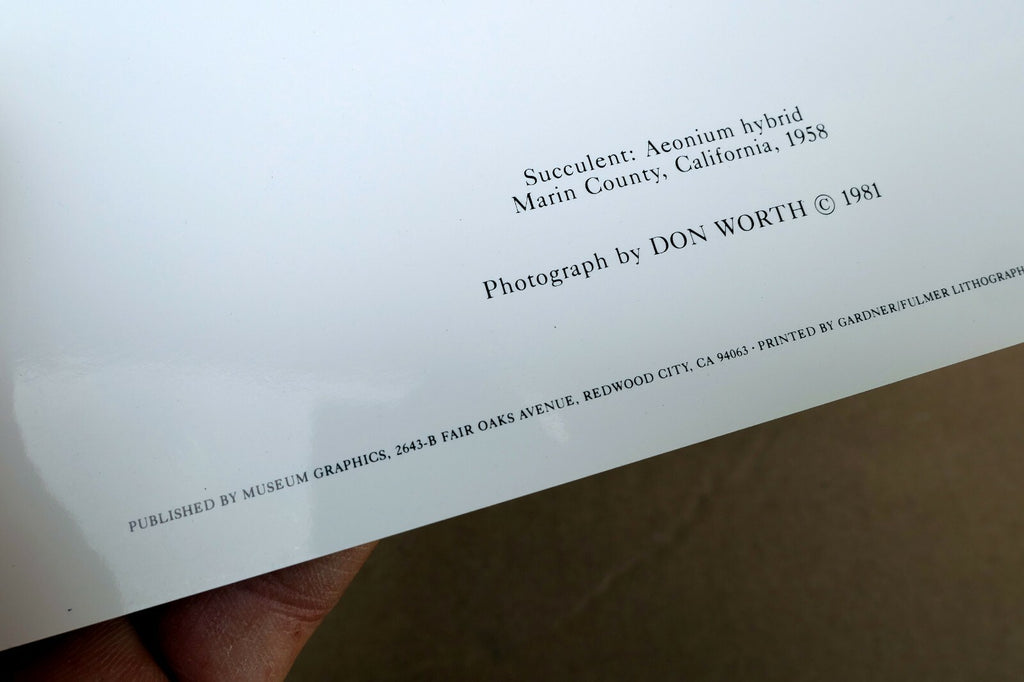 Succulent: Aeonium hybrid
Marin County, California, 1958
Photograph by DON WORTH © 1981
PUBLISHED BY MUSEUM GRAPHICS, 2643-B FAIR OAKS AVENUE, REDWOOD CITY, CA 94063 · PRINTED BY GARDNER/FULMER LITHOGRAPH